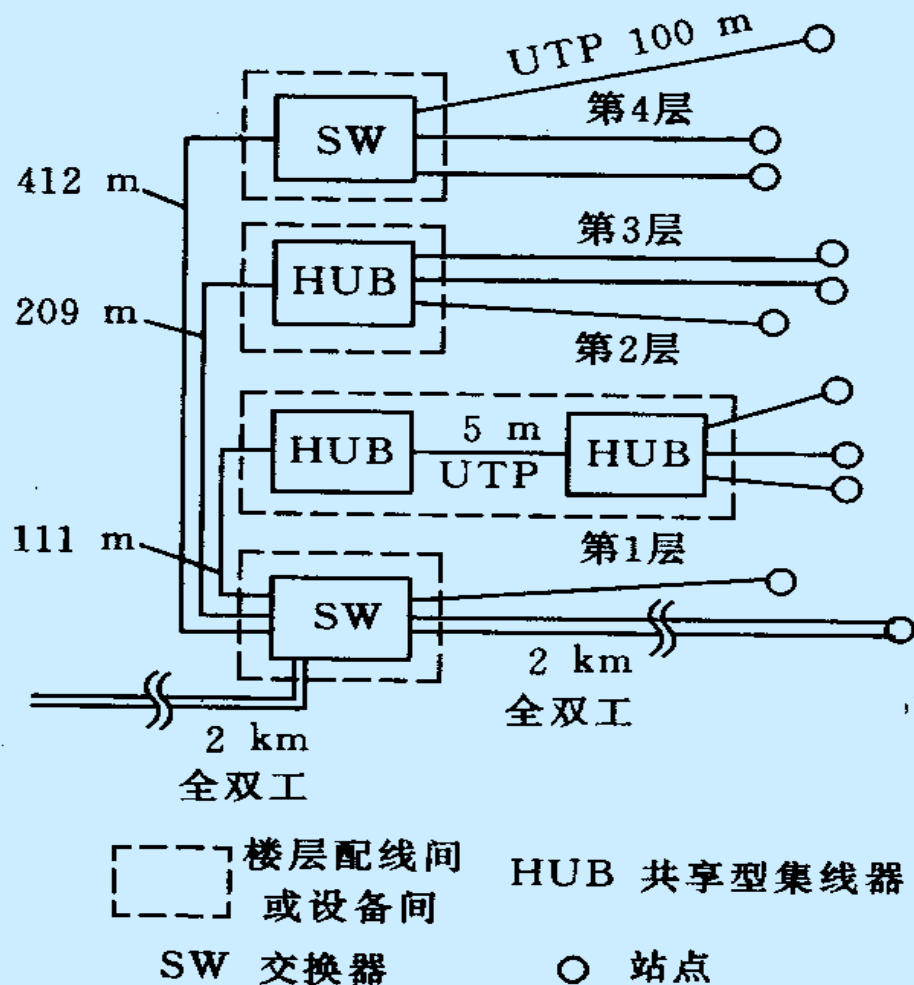 UTP 100 m
SW
第4层
412 m
第3层
HUB
209 m
第2层
HUB
5 m
UTP
HUB
111 m
第1层
SW
2 km
全双工
2 km
全双工
楼层配线间
或设备间
HUB 共享型集线器
SW 交换器
站点